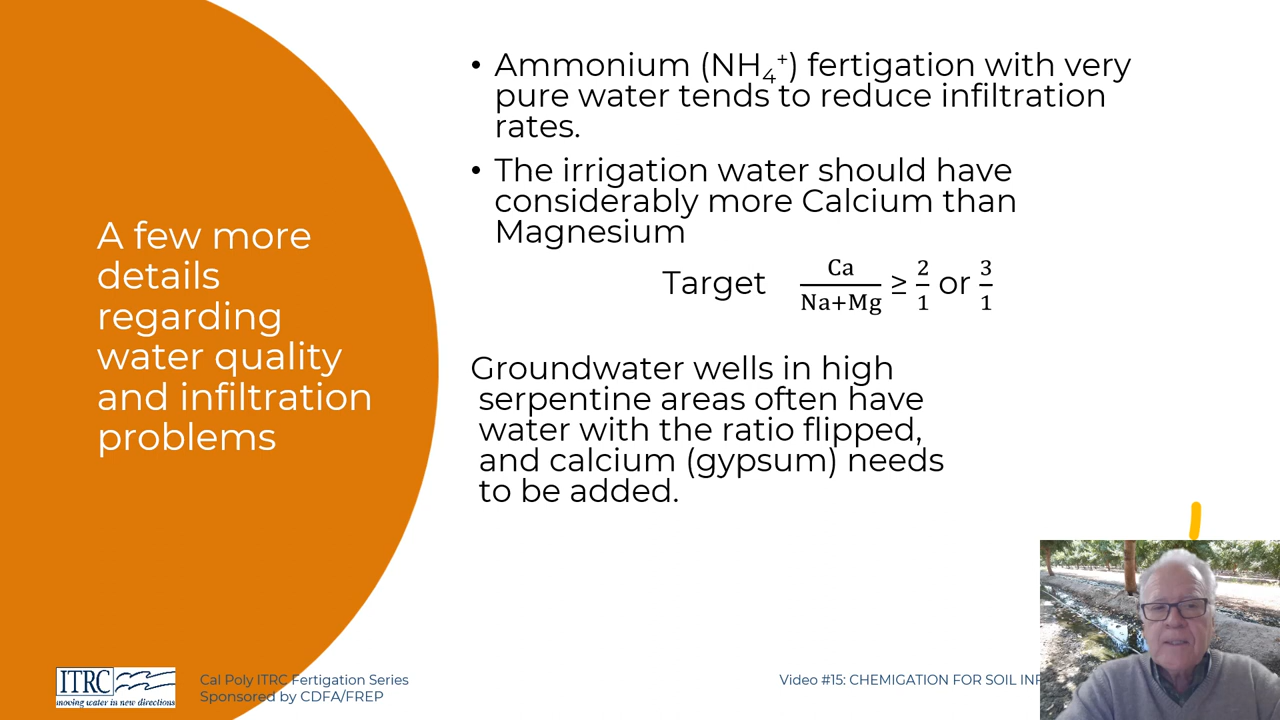 A few more
details
regarding
water quality
and infiltration
problems
• Ammonium (NH₄⁺) fertigation with very
pure water tends to reduce infiltration
rates.
• The irrigation water should have
considerably more Calcium than
Magnesium
Target Ca/Na+Mg ≥ 2/1 or 3/1
Groundwater wells in high
serpentine areas often have
water with the ratio flipped,
and calcium (gypsum) needs
to be added.
ITRC
moving water in new directions
Cal Poly ITRC Fertigation Series
Sponsored by CDFA/FREP
Video #15: CHEMIGATION FOR SOIL